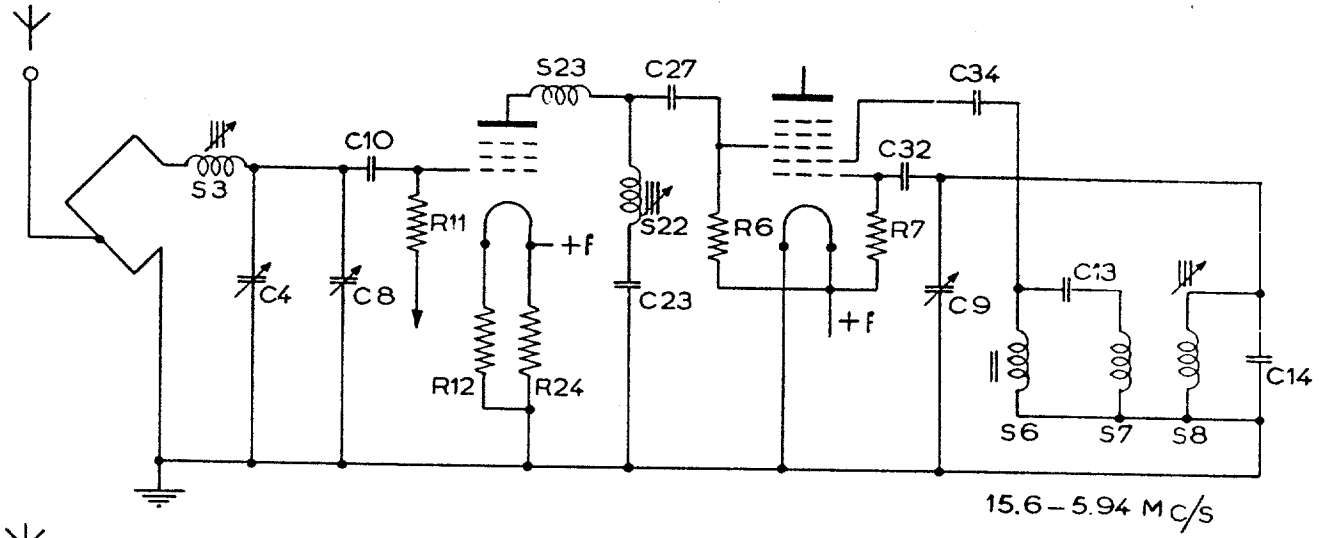 S23
C27
C34
C10
S3
C32
R11
+f
S22
R6
R7
C4
C8
C23
C13
C9
+f
R12
R24
C14
S6
S7
S8
15.6 – 5.94 MC/S